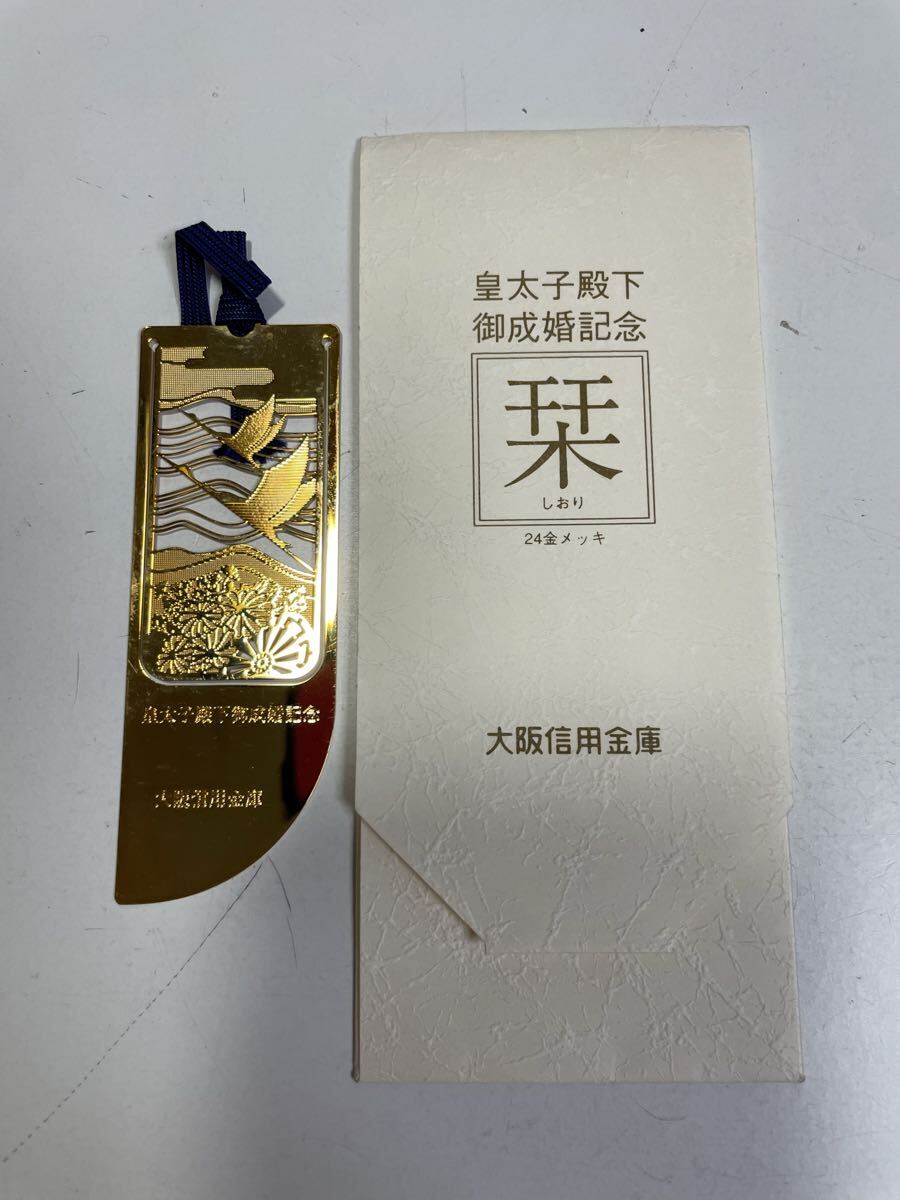 皇太子殿下御成婚記念
大阪信用金庫
皇太子殿下
御成婚記念
栞
しおり
24金メッキ
大阪信用金庫